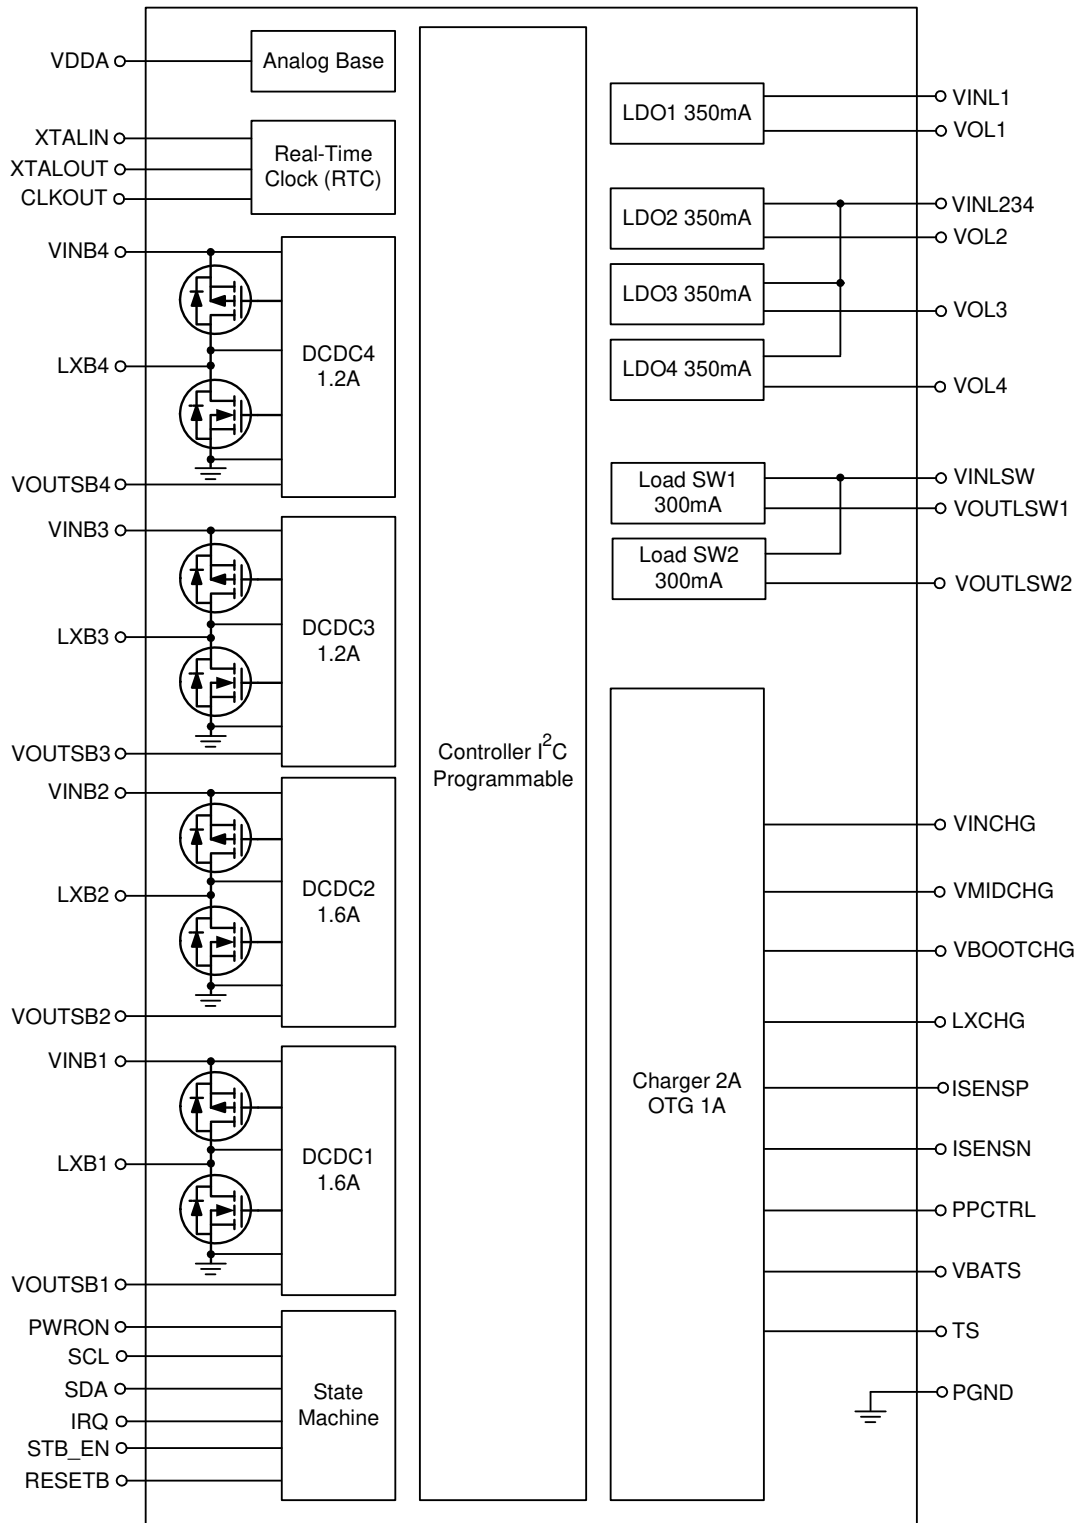 VDDA
Analog Base
XTALIN
XTALOUT
CLKOUT
Real-Time
Clock (RTC)
VINB4
LXB4
VOUTSB4
DCDC4
1.2A
VINB3
LXB3
VOUTSB3
DCDC3
1.2A
VINB2
LXB2
VOUTSB2
DCDC2
1.6A
VINB1
LXB1
VOUTSB1
DCDC1
1.6A
PWRON
SCL
SDA
IRQ
STB_EN
RESETB
State
Machine
Controller I²C
Programmable
LDO1 350mA
VINL1
VOL1
LDO2 350mA
VINL234
VOL2
LDO3 350mA
VOL3
LDO4 350mA
VOL4
Load SW1
300mA
VINLSW
VOUTLSW1
Load SW2
300mA
VOUTLSW2
Charger 2A
OTG 1A
VINCHG
VMIDCHG
VBOOTCHG
LXCHG
ISENSP
ISENSN
PPCTRL
VBATS
TS
PGND